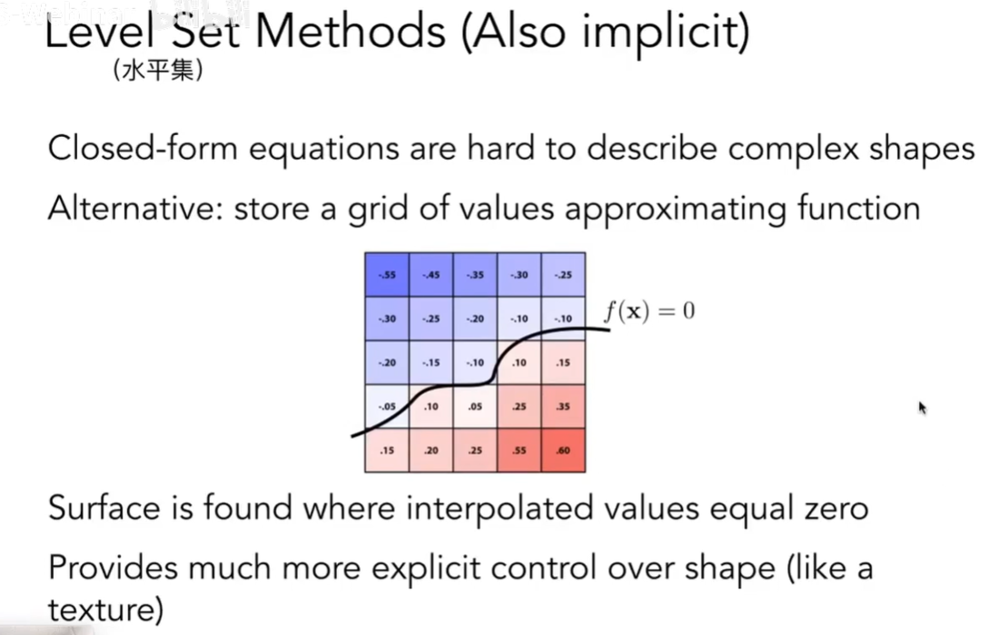 Level Set Methods (Also implicit)
(水平集)
Closed-form equations are hard to describe complex shapes
Alternative: store a grid of values approximating function
-.55 -.45 -.35 -.30 -.25
-.30 -.25 -.20 -.10 -.10
f(x) = 0
-.20 -.15 -.10 .10 .15
-.05 .10 .05 .25 .35
.15 .20 .25 .55 .60
Surface is found where interpolated values equal zero
Provides much more explicit control over shape (like a
texture)